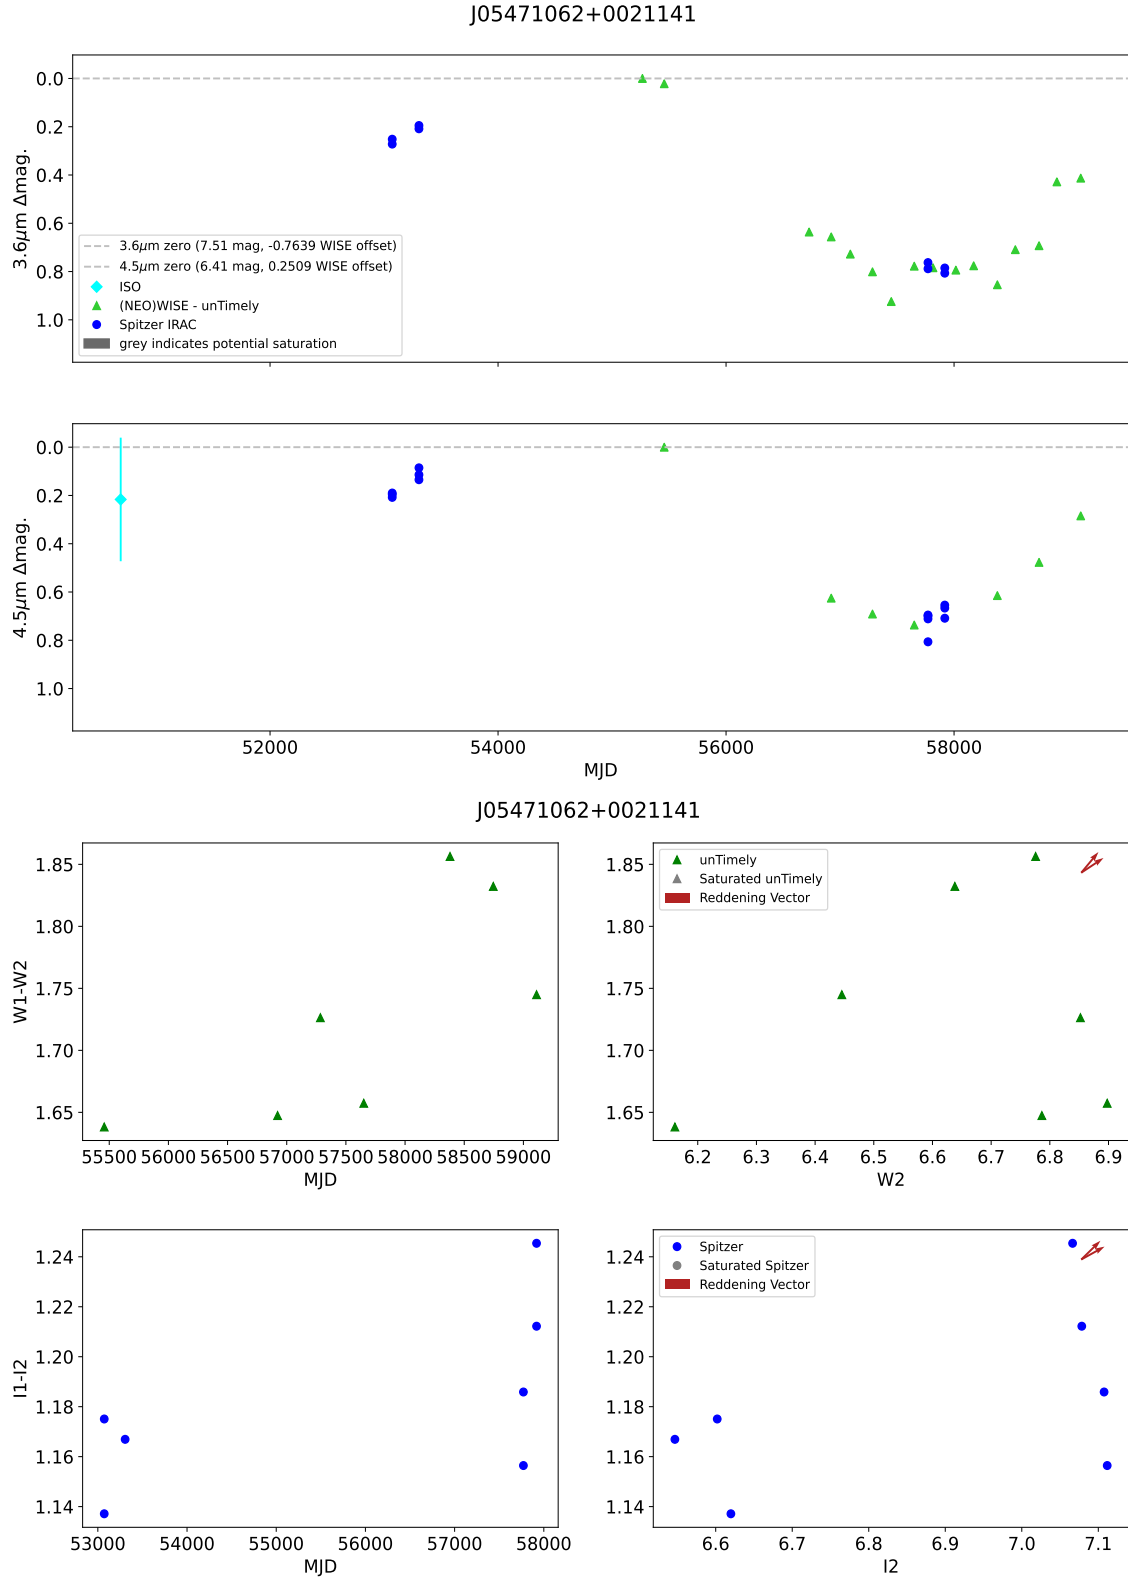 J05471062+0021141
0.0
0.2
0.4
0.6
0.8
1.0
3.6μm Δmag.
3.6μm zero (7.51 mag, -0.7639 WISE offset)
4.5μm zero (6.41 mag, 0.2509 WISE offset)
ISO
(NEO)WISE - unTimely
Spitzer IRAC
grey indicates potential saturation
0.0
0.2
0.4
0.6
0.8
1.0
4.5μm Δmag.
52000 54000 56000 58000
MJD
J05471062+0021141
1.85
1.80
1.75
1.70
1.65
W1-W2
55500 56000 56500 57000 57500 58000 58500 59000
MJD
unTimely
Saturated unTimely
Reddening Vector
1.85
1.80
1.75
1.70
1.65
6.2 6.3 6.4 6.5 6.6 6.7 6.8 6.9
W2
1.24
1.22
1.20
1.18
1.16
1.14
I1-I2
53000 54000 55000 56000 57000 58000
MJD
Spitzer
Saturated Spitzer
Reddening Vector
1.24
1.22
1.20
1.18
1.16
1.14
6.6 6.7 6.8 6.9 7.0 7.1
I2